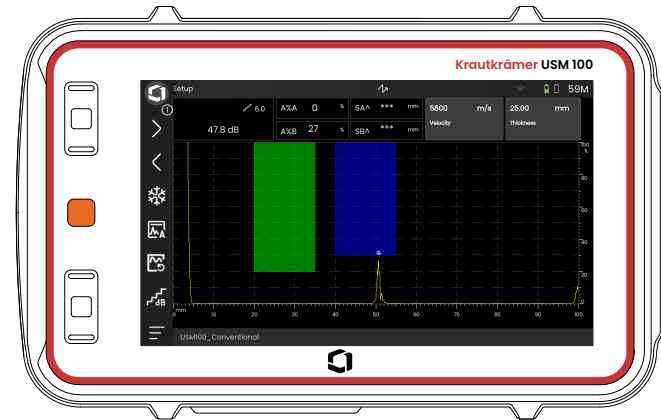 Krautkrämer USM 100
Setup
59M
1
6.0
47.8 dB
A%A 0 % SA^ *** mm
A%B 27 % SB^ *** mm
5800 m/s
Velocity
25.00 mm
Thickness
100
%
80
60
40
20
0
mm 10 20 30 40 50 60 70 80 90 100
A
dB
USM100_Conventional